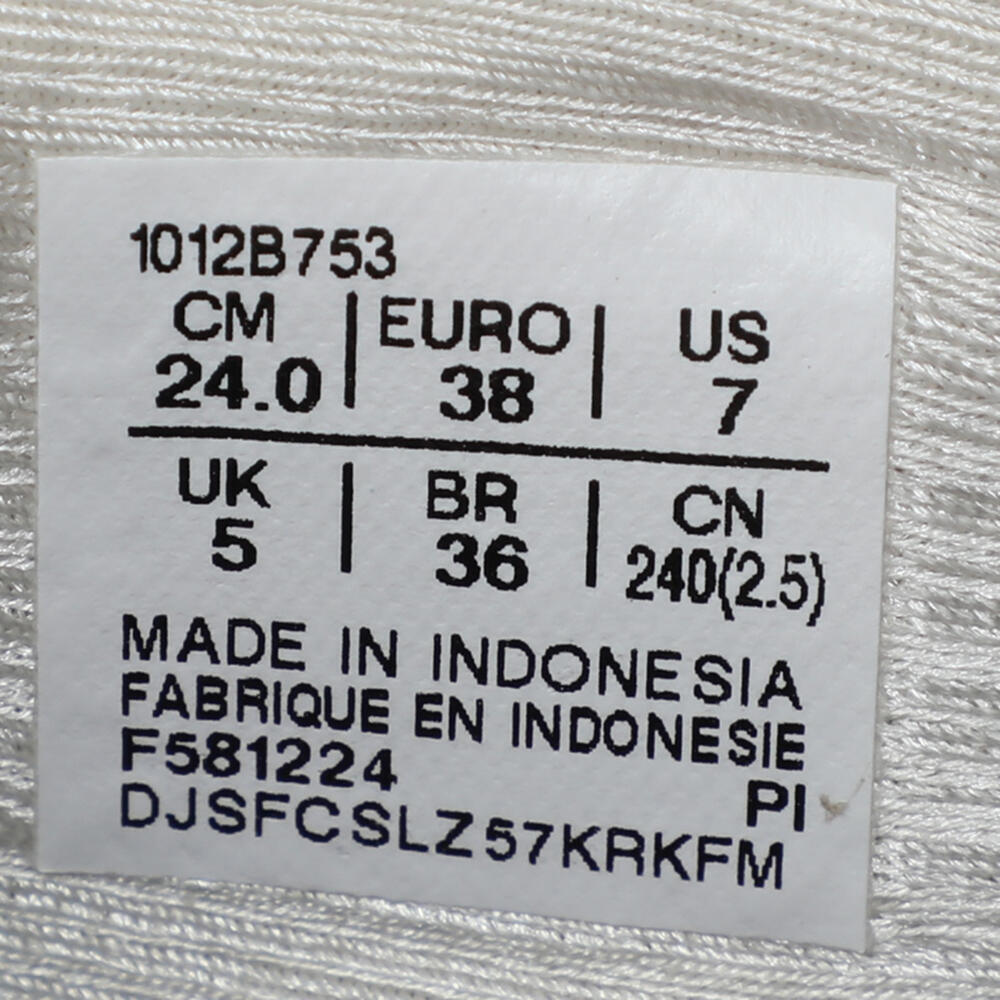 1012B753
CM | EURO | US
24.0 | 38 | 7
UK | BR | CN
5 | 36 | 240(2.5)
MADE IN INDONESIA
FABRIQUE EN INDONESIE
F581224 PI
DJSFCSLZ57KRKFM